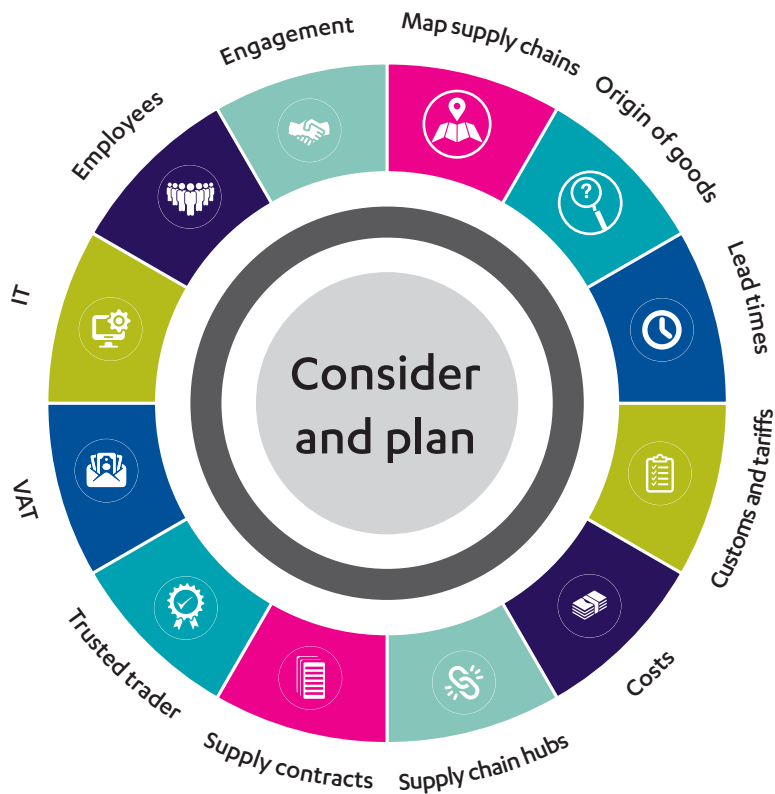 Map supply chains
Origin of goods
Lead times
Customs and tariffs
Costs
Supply chain hubs
Supply contracts
Trusted trader
VAT
IT
Employees
Engagement
?
Consider
and plan